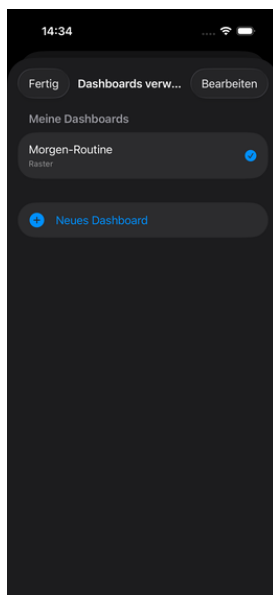 14:34
Fertig Dashboards verw... Bearbeiten
Meine Dashboards
Morgen-Routine
Raster
Neues Dashboard